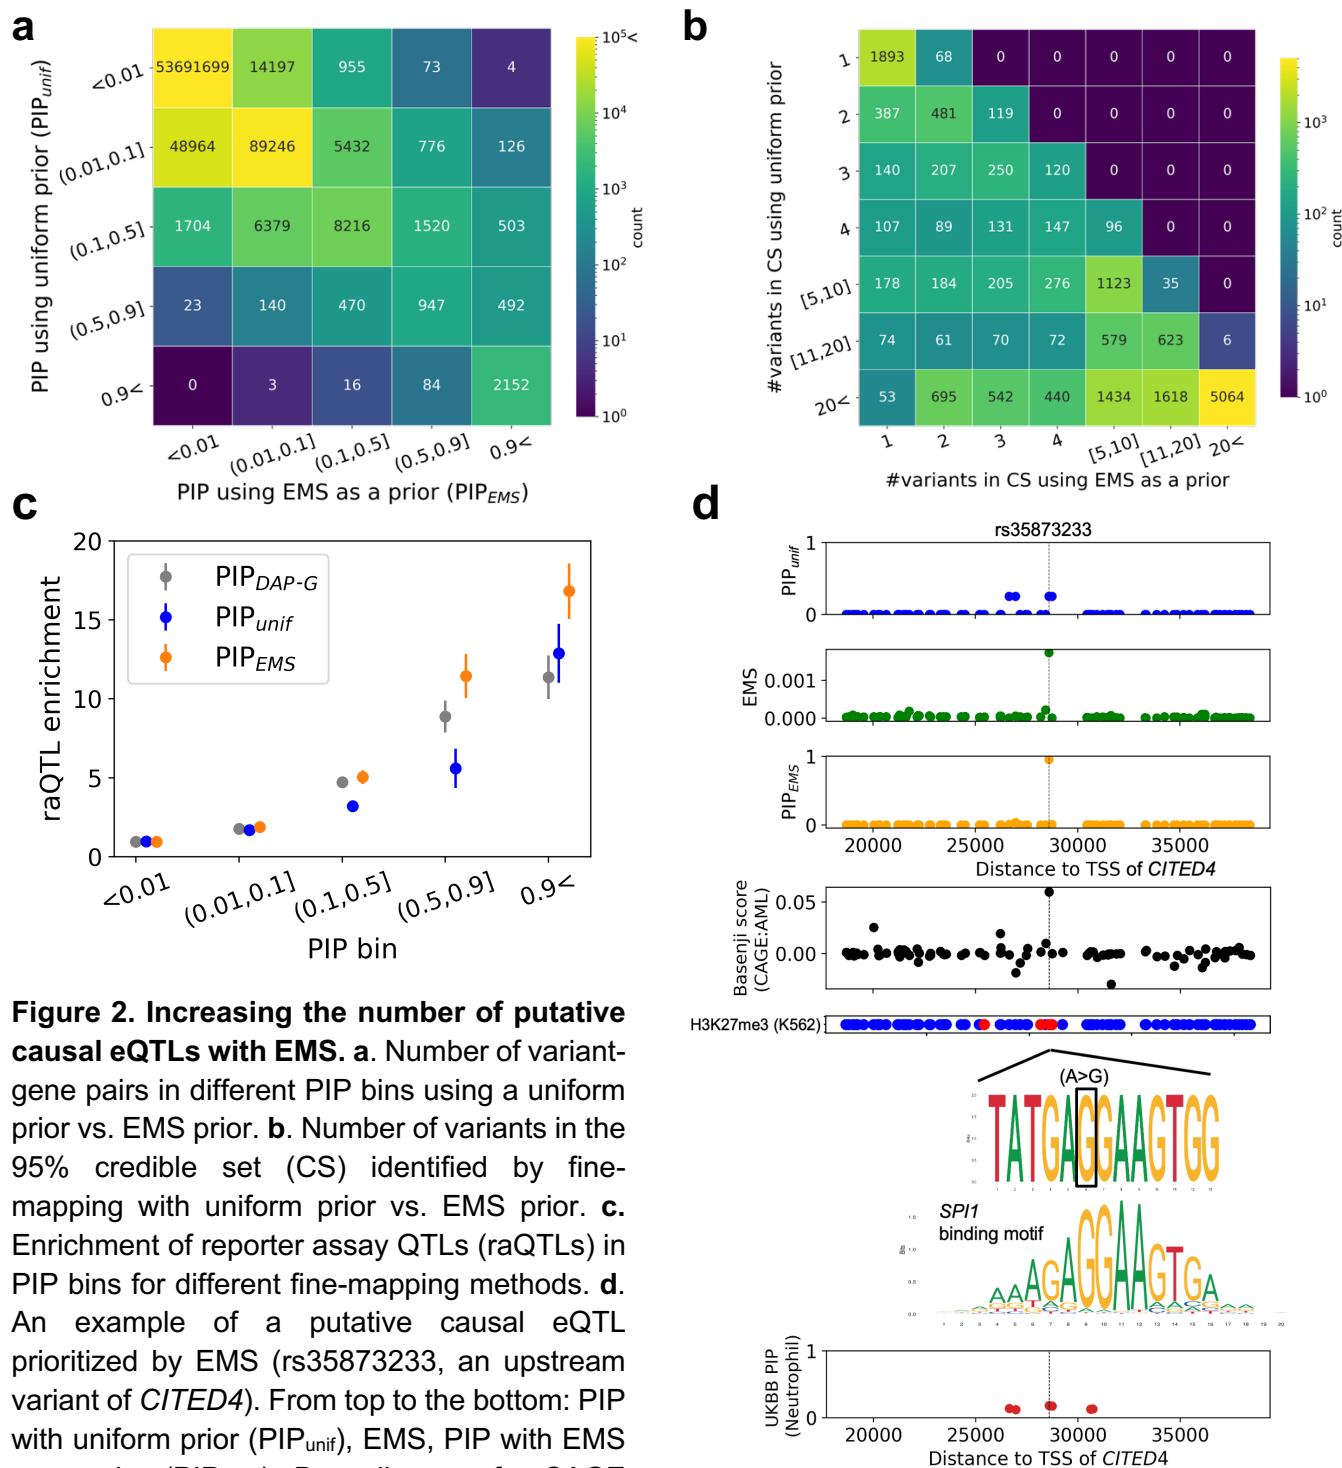 a
PIP using uniform prior (PIPunif)
<0.01
(0.01,0.1]
(0.1,0.5]
(0.5,0.9]
0.9<
53691699 14197 955 73 4
48964 89246 5432 776 126
1704 6379 8216 1520 503
23 140 470 947 492
0 3 16 84 2152
<0.01 (0.01,0.1] (0.1,0.5] (0.5,0.9] 0.9<
PIP using EMS as a prior (PIPEMS)
10⁵<
10⁴
10³
10²
10¹
10⁰
count
b
#variants in CS using uniform prior
1
2
3
4
[5,10]
[11,20]
20<
1893 68 0 0 0 0 0
387 481 119 0 0 0 0
140 207 250 120 0 0 0
107 89 131 147 96 0 0
178 184 205 276 1123 35 0
74 61 70 72 579 623 6
53 695 542 440 1434 1618 5064
1 2 3 4 [5,10] [11,20] 20<
#variants in CS using EMS as a prior
10³
10²
10¹
10⁰
count
c
raQTL enrichment
20
15
10
5
0
PIPDAP-G
PIPunif
PIPEMS
<0.01 (0.01,0.1] (0.1,0.5] (0.5,0.9] 0.9<
PIP bin
Figure 2. Increasing the number of putative
causal eQTLs with EMS. a. Number of variant-
gene pairs in different PIP bins using a uniform
prior vs. EMS prior. b. Number of variants in the
95% credible set (CS) identified by fine-
mapping with uniform prior vs. EMS prior. c.
Enrichment of reporter assay QTLs (raQTLs) in
PIP bins for different fine-mapping methods. d.
An example of a putative causal eQTL
prioritized by EMS (rs35873233, an upstream
variant of CITED4). From top to the bottom: PIP
with uniform prior (PIPunif), EMS, PIP with EMS
d
rs35873233
PIPunif
1
0
EMS
0.001
0.000
PIPEMS
1
0
20000 25000 30000 35000
Distance to TSS of CITED4
Basenji score
(CAGE:AML)
0.05
0.00
H3K27me3 (K562)
(A>G)
TATGAGGAAGTGG
SPI1
binding motif
UKBB PIP
(Neutrophil)
1
0
20000 25000 30000 35000
Distance to TSS of CITED4